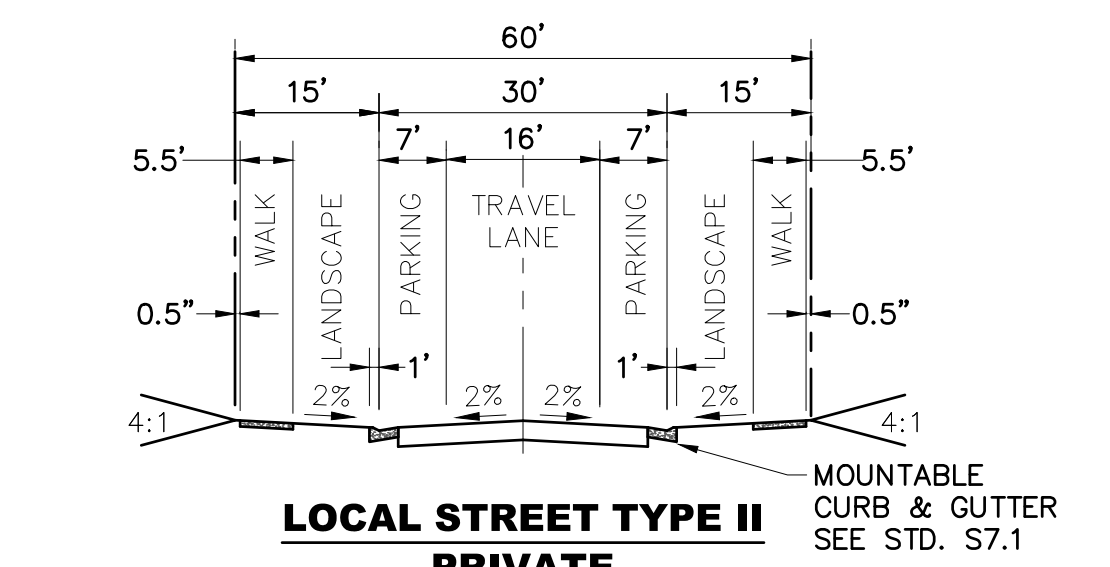 60'
15' 30' 15'
7' 16' 7'
5.5' 5.5'
WALK
LANDSCAPE
PARKING
TRAVEL
LANE
PARKING
LANDSCAPE
WALK
0.5" 0.5"
1' 1'
2% 2% 2% 2%
4:1 4:1
MOUNTABLE
CURB & GUTTER
SEE STD. S7.1
LOCAL STREET TYPE II
PRIVATE